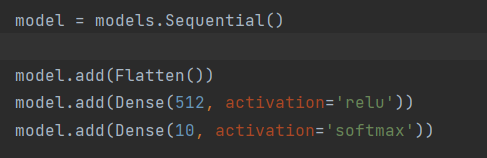 model = models.Sequential()
model.add(Flatten())
model.add(Dense(512, activation='relu'))
model.add(Dense(10, activation='softmax'))